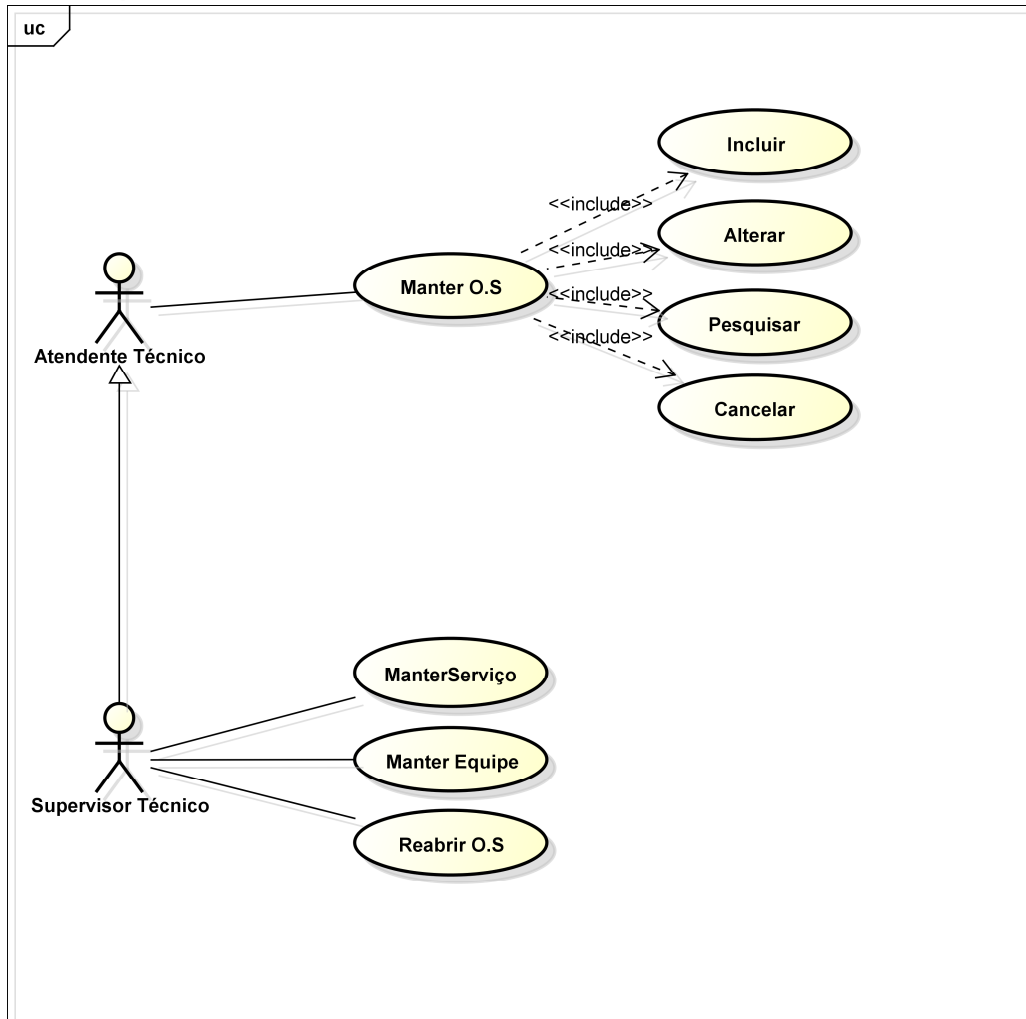 uc
Incluir
<<include>>
Alterar
<<include>>
Manter O.S
<<include>>
Pesquisar
<<include>>
Atendente Técnico
Cancelar
ManterServiço
Manter Equipe
Supervisor Técnico
Reabrir O.S